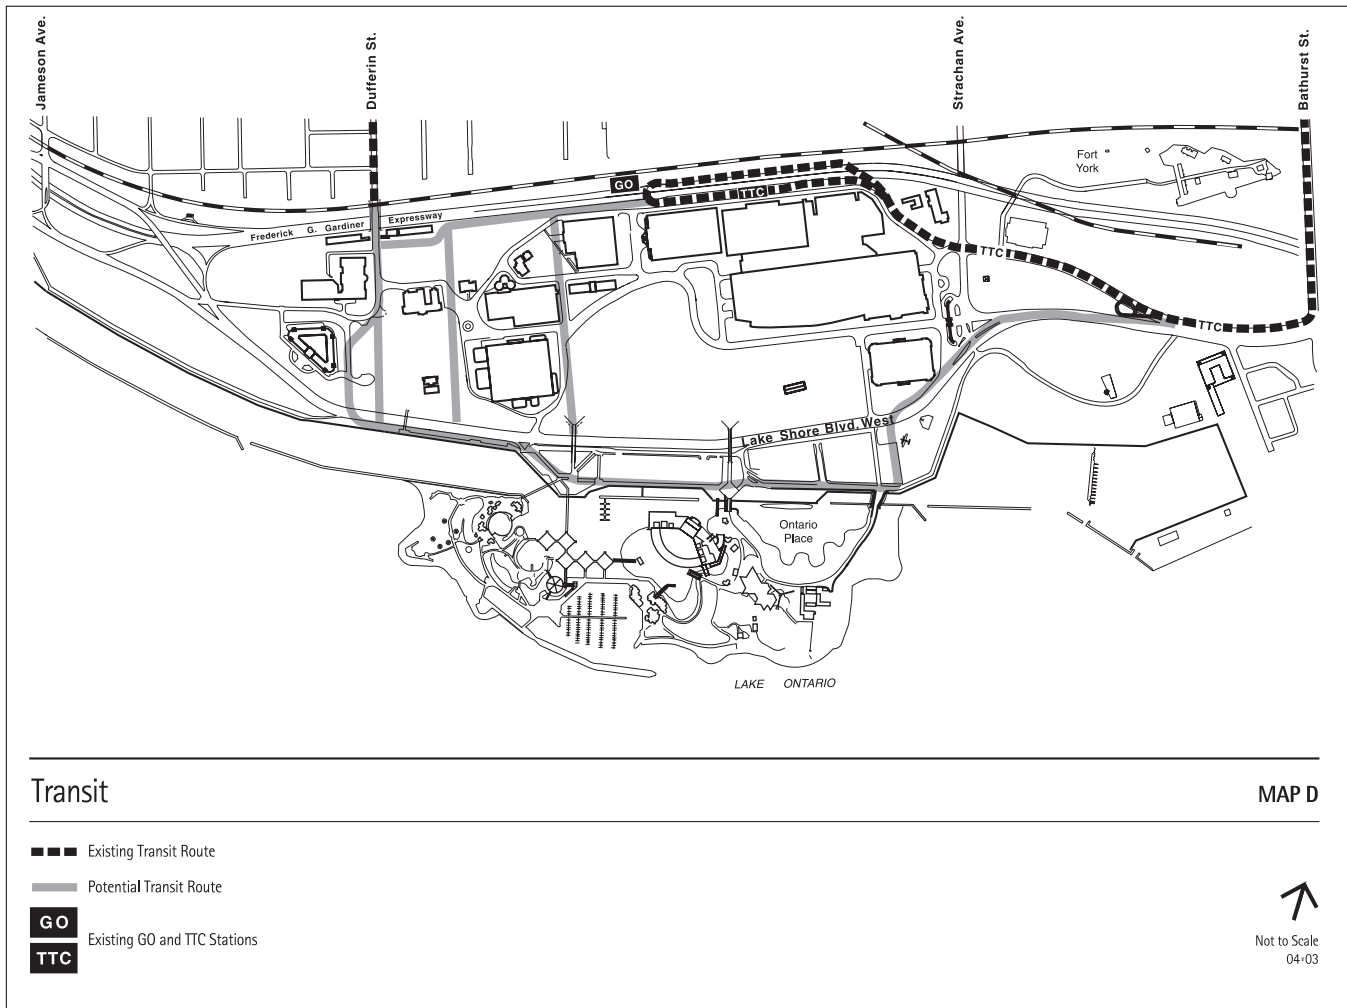 Jameson Ave.
Dufferin St.
Strachan Ave.
Bathurst St.
Fort
York
GO
TTC
Frederick G. Gardiner Expressway
TTC
TTC
Lake Shore Blvd. West
Ontario
Place
LAKE ONTARIO
Transit
MAP D
Existing Transit Route
Potential Transit Route
GO
TTC
Existing GO and TTC Stations
Not to Scale
04•03